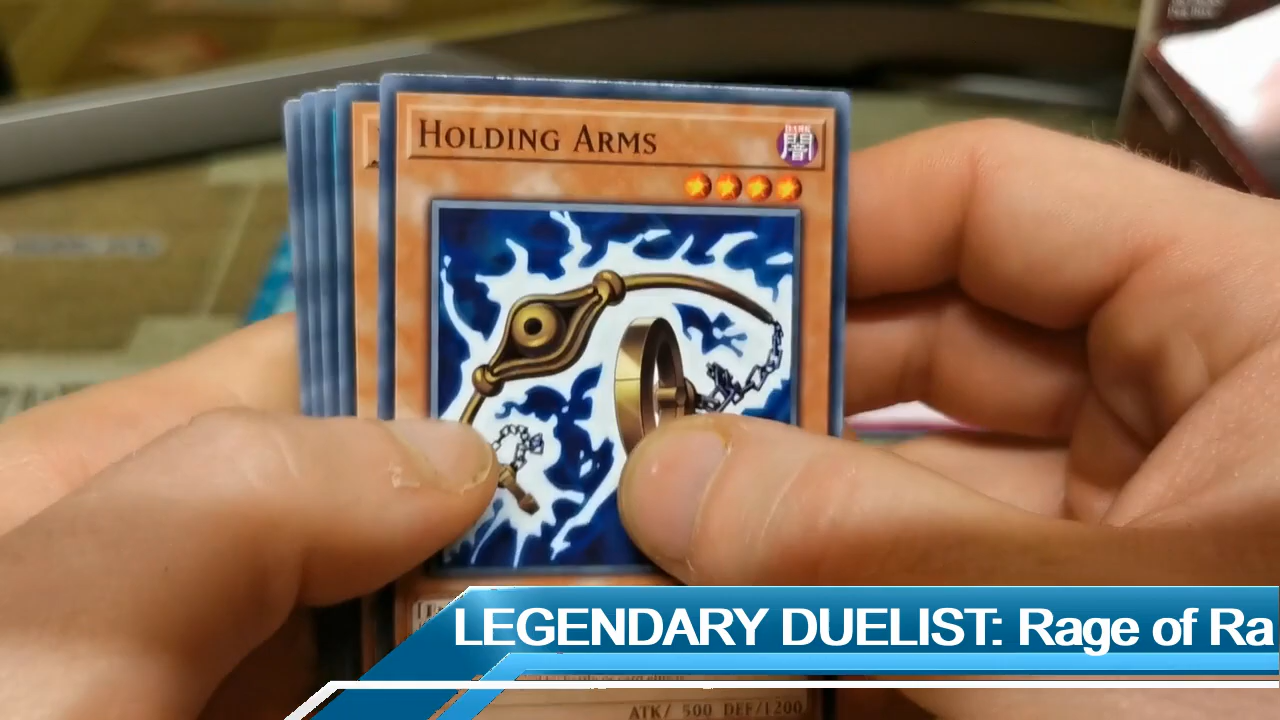 HOLDING ARMS
DARK
闇
LEGENDARY DUELIST: Rage of Ra
ATK/ 500 DEF/1200